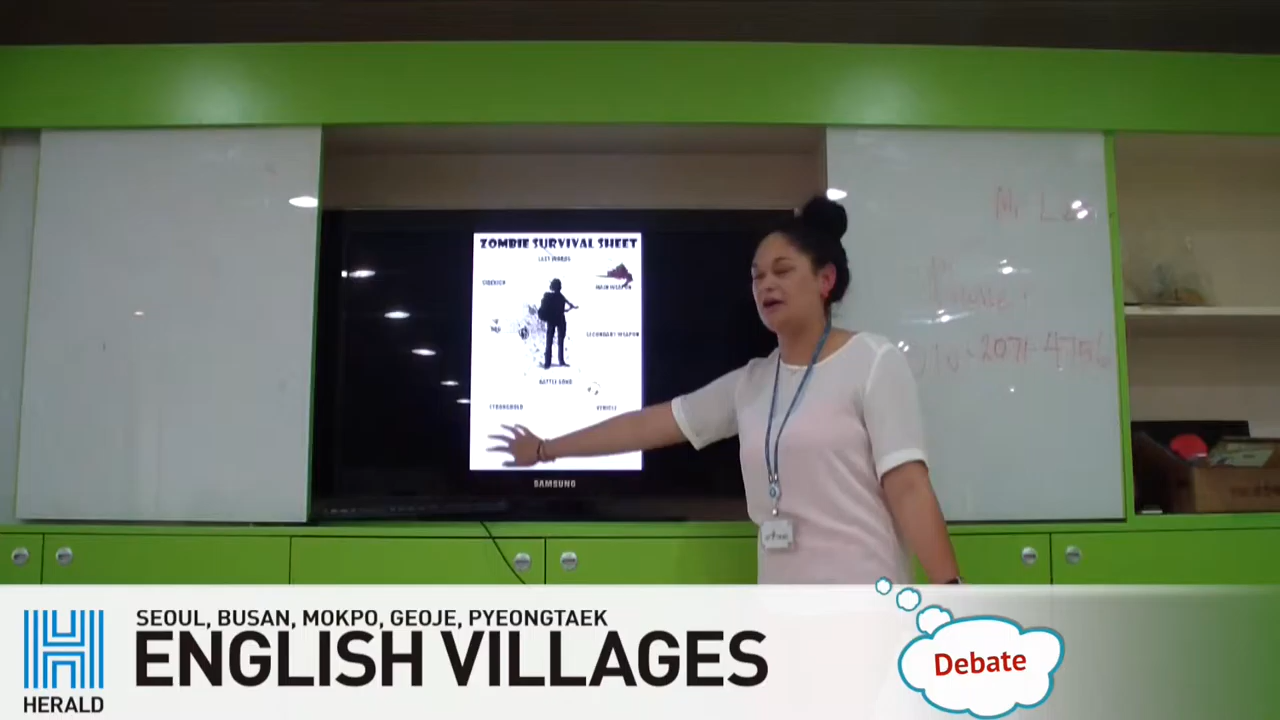 ZOMBIE SURVIVAL SHEET
LAST WORDS
SIDEKICK
MAIN WEAPON
SECONDARY WEAPON
BATTLE SONG
STRONGHOLD
VEHICLE
SAMSUNG
SEOUL, BUSAN, MOKPO, GEOJE, PYEONGTAEK
ENGLISH VILLAGES
HERALD
Debate